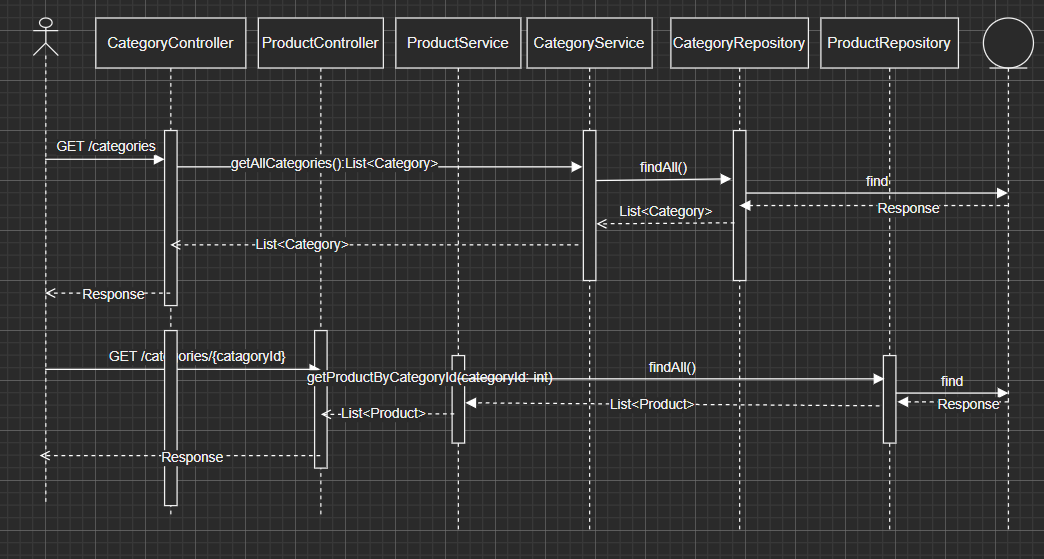 CategoryController
ProductController
ProductService
CategoryService
CategoryRepository
ProductRepository
GET /categories
getAllCategories():List<Category>
findAll()
find
Response
List<Category>
List<Category>
Response
GET /categories/{catagoryId}
getProductByCategoryId(categoryId: int)
findAll()
find
Response
List<Product>
List<Product>
Response